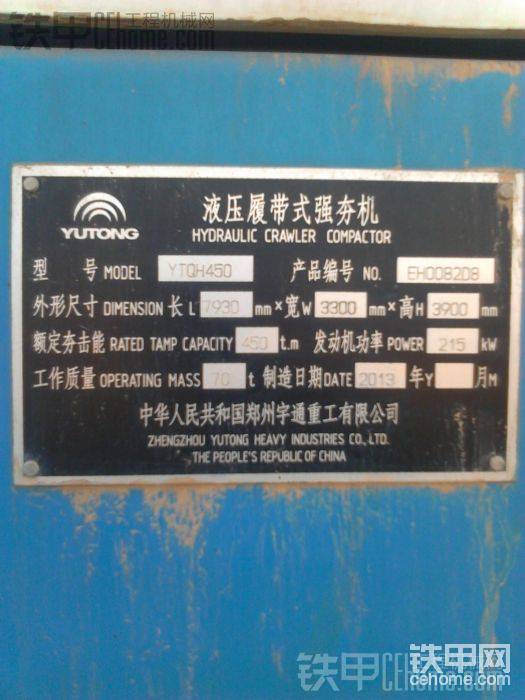 铁甲 工程机械网
CEhome.com
YUTONG
液压履带式强夯机
HYDRAULIC CRAWLER COMPACTOR
型 号 MODEL YTQH450 产品编号 NO. EH0082D8
外形尺寸 DIMENSION 长 L 7930 mm × 宽 W 3300 mm × 高 H 3900 mm
额定夯击能 RATED TAMP CAPACITY 450 t.m 发动机功率 POWER 215 kW
工作质量 OPERATING MASS 70 t 制造日期 DATE 2013 年 Y 月 M
中华人民共和国郑州宇通重工有限公司
ZHENGZHOU YUTONG HEAVY INDUSTRIES CO., LTD.
THE PEOPLE'S REPUBLIC OF CHINA
铁甲
铁甲网
cehome.com